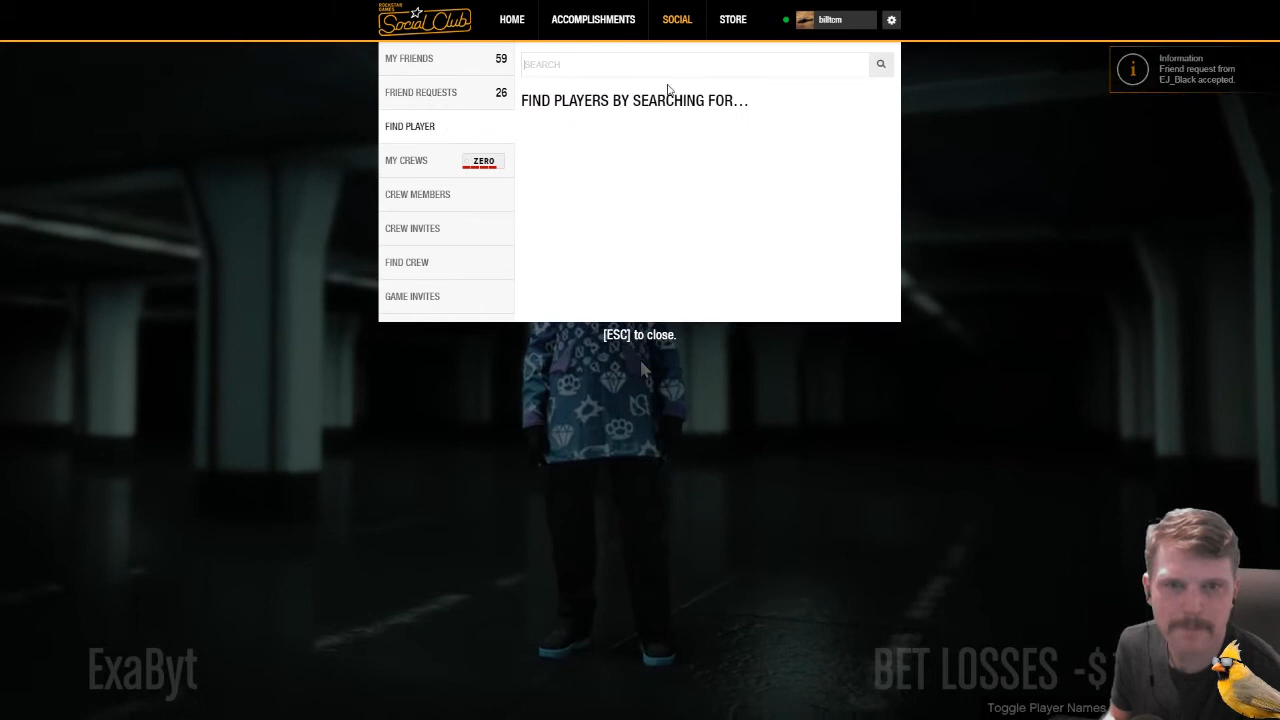 ROCKSTAR GAMES
Social Club
HOME
ACCOMPLISHMENTS
SOCIAL
STORE
billtcm
MY FRIENDS 59
FRIEND REQUESTS 26
FIND PLAYER
MY CREWS ZERO
CREW MEMBERS
CREW INVITES
FIND CREW
GAME INVITES
SEARCH
FIND PLAYERS BY SEARCHING FOR...
Information
Friend request from
EJ_Black accepted.
[ESC] to close.
ExaByt
BET LOSSES -$
Toggle Player Names